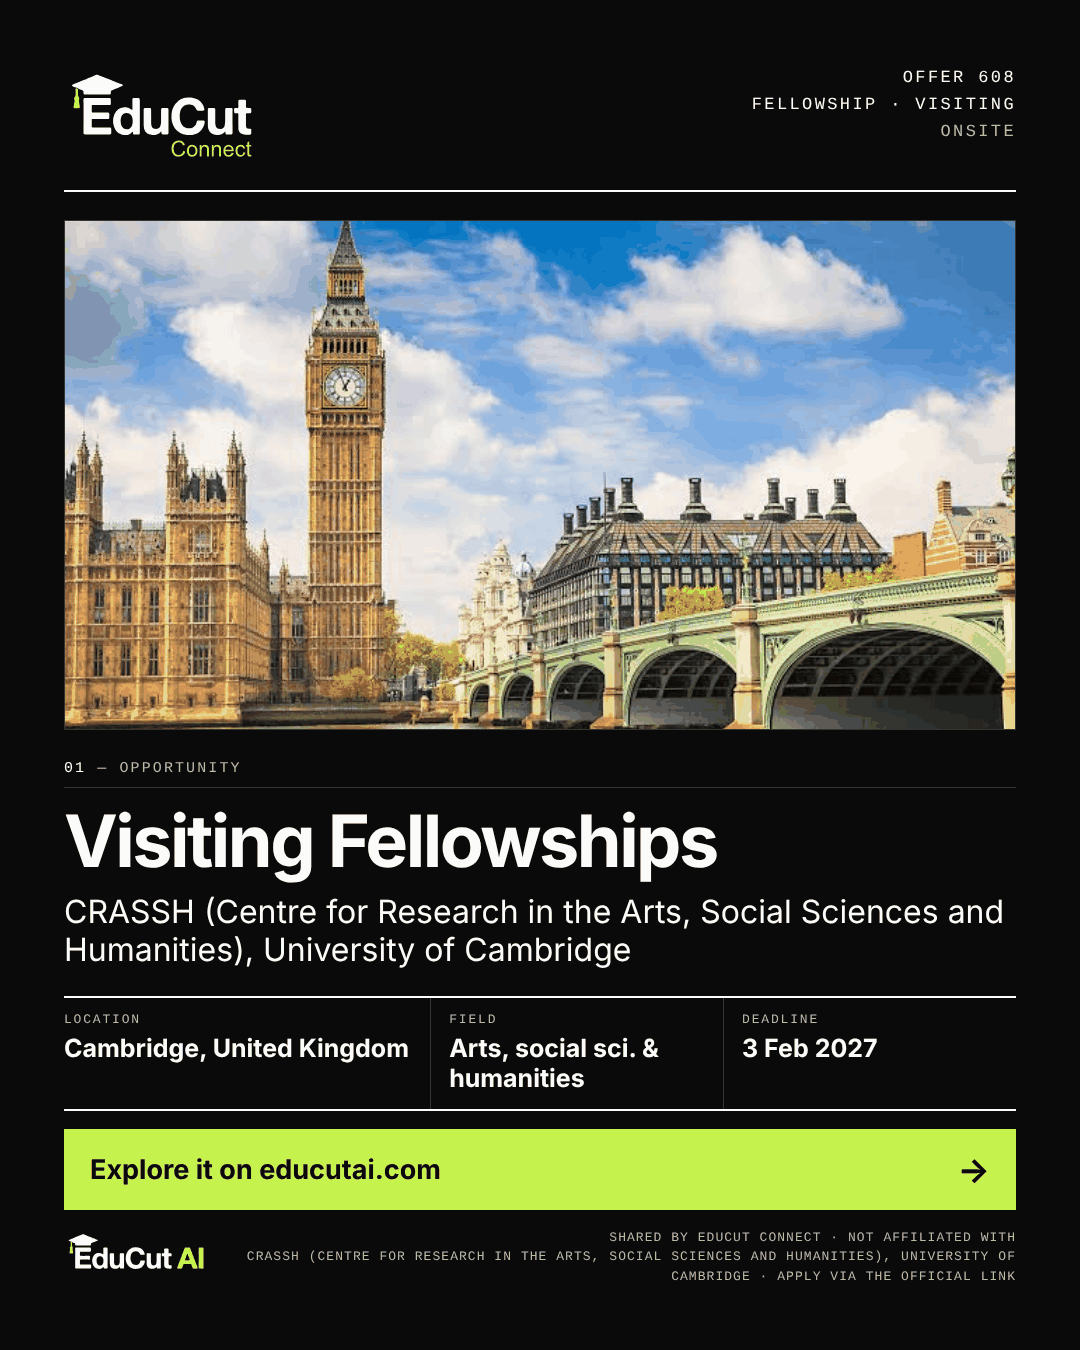 EduCut
Connect
OFFER 608
FELLOWSHIP · VISITING
ONSITE
01 — OPPORTUNITY
Visiting Fellowships
CRASSH (Centre for Research in the Arts, Social Sciences and
Humanities), University of Cambridge
LOCATION
Cambridge, United Kingdom
FIELD
Arts, social sci. &
humanities
DEADLINE
3 Feb 2027
Explore it on educutai.com →
EduCut AI
SHARED BY EDUCUT CONNECT · NOT AFFILIATED WITH
CRASSH (CENTRE FOR RESEARCH IN THE ARTS, SOCIAL SCIENCES AND HUMANITIES), UNIVERSITY OF
CAMBRIDGE · APPLY VIA THE OFFICIAL LINK